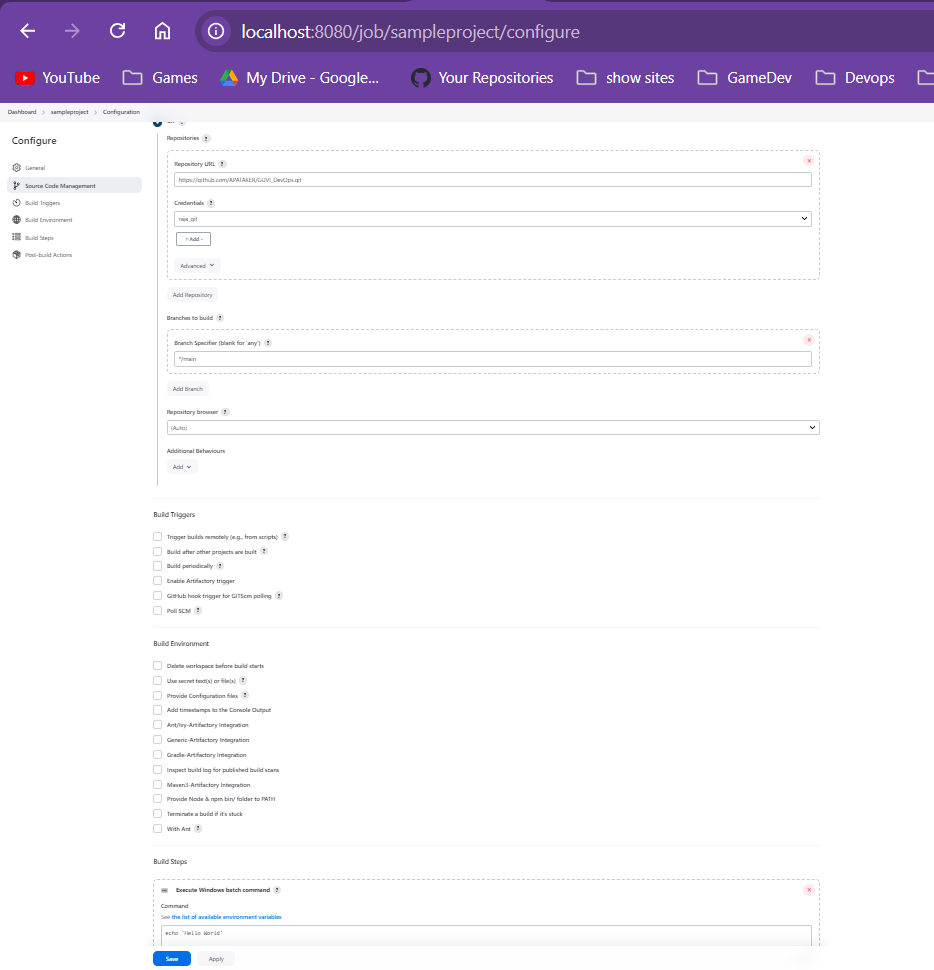 localhost:8080/job/sampleproject/configure
YouTube Games My Drive - Google... Your Repositories show sites GameDev Devops
Dashboard > sampleproject > Configuration
Configure
General
Source Code Management
Build Triggers
Build Environment
Build Steps
Post-build Actions
Repositories ?
Repository URL ?
https://github.com/APATAKER/GUVI_DevOps.git
Credentials ?
raja_git
+ Add
Advanced
Add Repository
Branches to build ?
Branch Specifier (blank for 'any') ?
*/main
Add Branch
Repository browser ?
(Auto)
Additional Behaviours
Add
Build Triggers
Trigger builds remotely (e.g., from scripts) ?
Build after other projects are built ?
Build periodically ?
Enable Artifactory trigger
GitHub hook trigger for GITScm polling ?
Poll SCM ?
Build Environment
Delete workspace before build starts
Use secret text(s) or file(s) ?
Provide Configuration files ?
Add timestamps to the Console Output
Ant/Ivy-Artifactory Integration
Generic-Artifactory Integration
Gradle-Artifactory Integration
Inspect build log for published build scans
Maven3-Artifactory Integration
Provide Node & npm bin/ folder to PATH
Terminate a build if it's stuck
With Ant ?
Build Steps
Execute Windows batch command ?
Command
See the list of available environment variables
echo "Hello World"
Save Apply